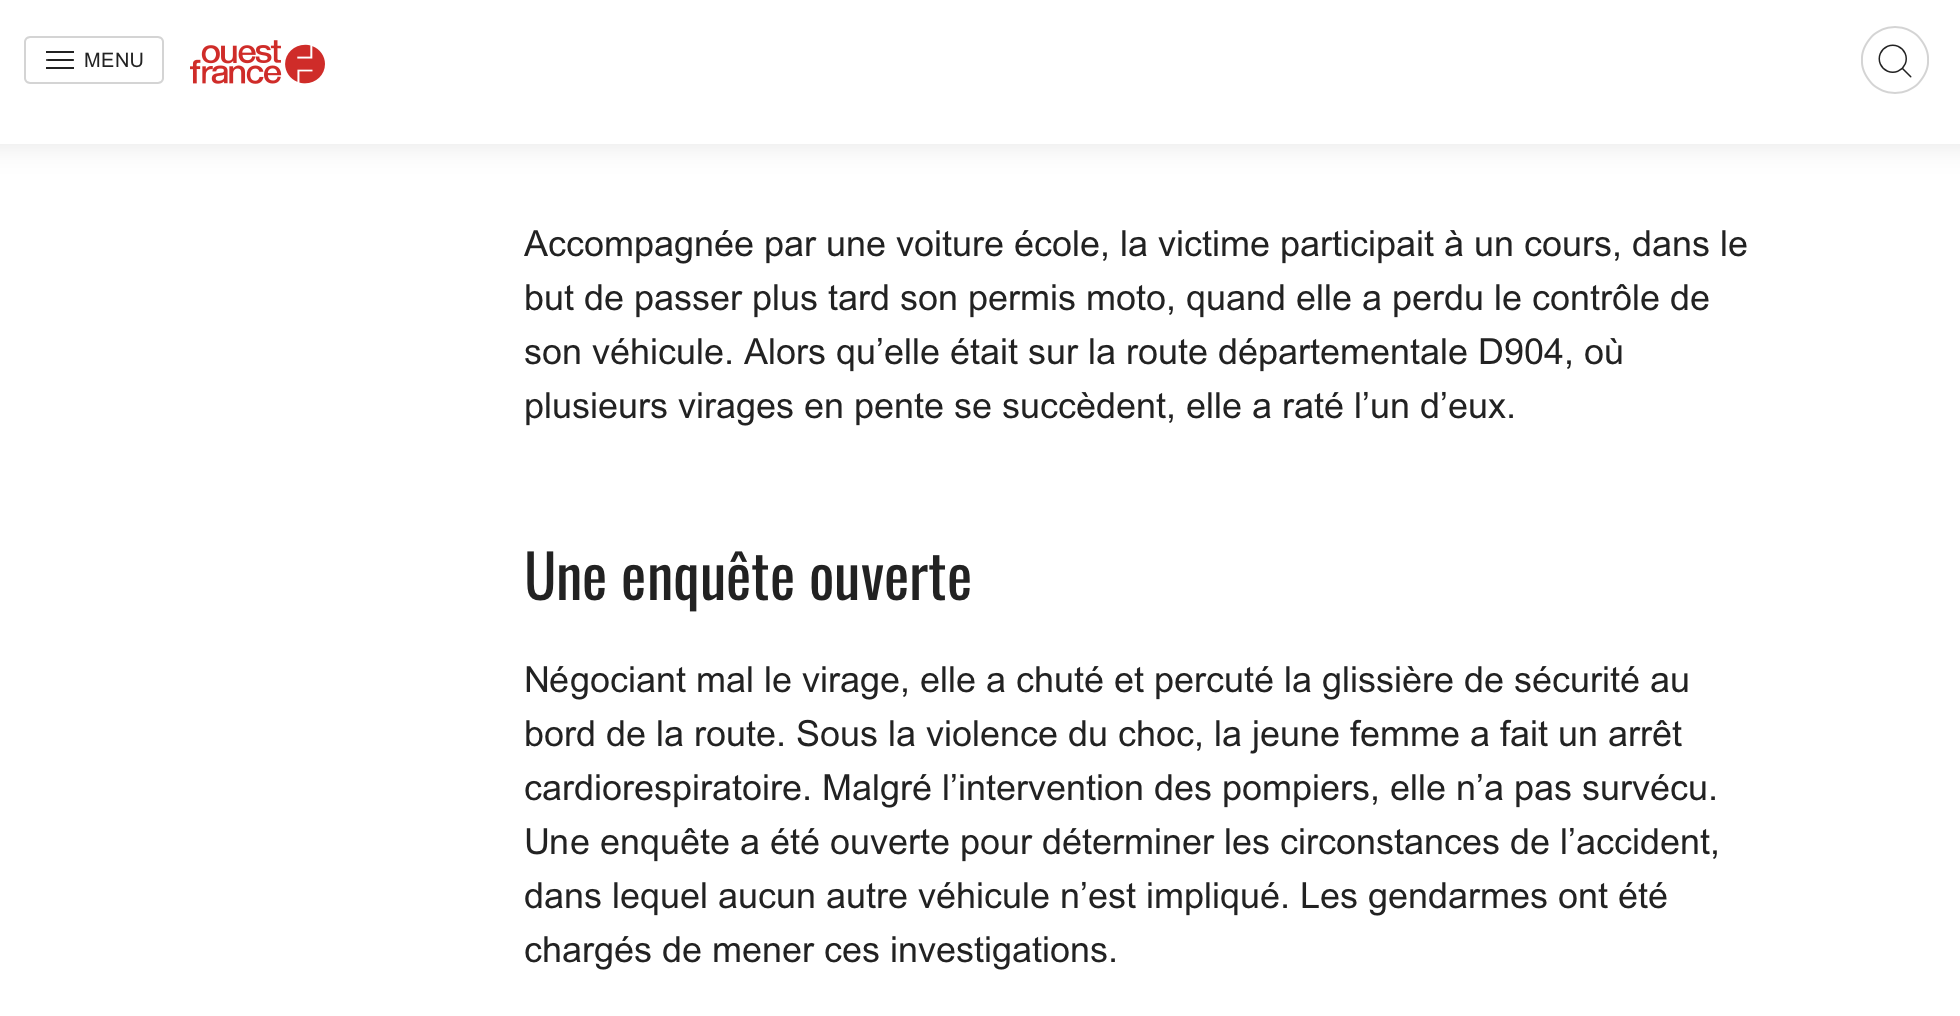 MENU
ouest
france
Accompagnée par une voiture école, la victime participait à un cours, dans le
but de passer plus tard son permis moto, quand elle a perdu le contrôle de
son véhicule. Alors qu’elle était sur la route départementale D904, où
plusieurs virages en pente se succèdent, elle a raté l’un d’eux.
Une enquête ouverte
Négociant mal le virage, elle a chuté et percuté la glissière de sécurité au
bord de la route. Sous la violence du choc, la jeune femme a fait un arrêt
cardiorespiratoire. Malgré l’intervention des pompiers, elle n’a pas survécu.
Une enquête a été ouverte pour déterminer les circonstances de l’accident,
dans lequel aucun autre véhicule n’est impliqué. Les gendarmes ont été
chargés de mener ces investigations.